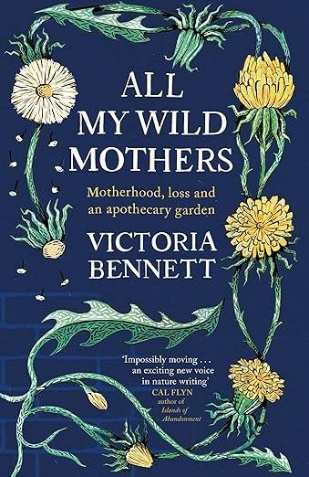 ALL
MY WILD
MOTHERS
Motherhood, loss and
an apothecary garden
VICTORIA
BENNETT
‘Impossibly moving . . .
an exciting new voice
in nature writing’
CAL FLYN
author of
Islands of
Abandonment